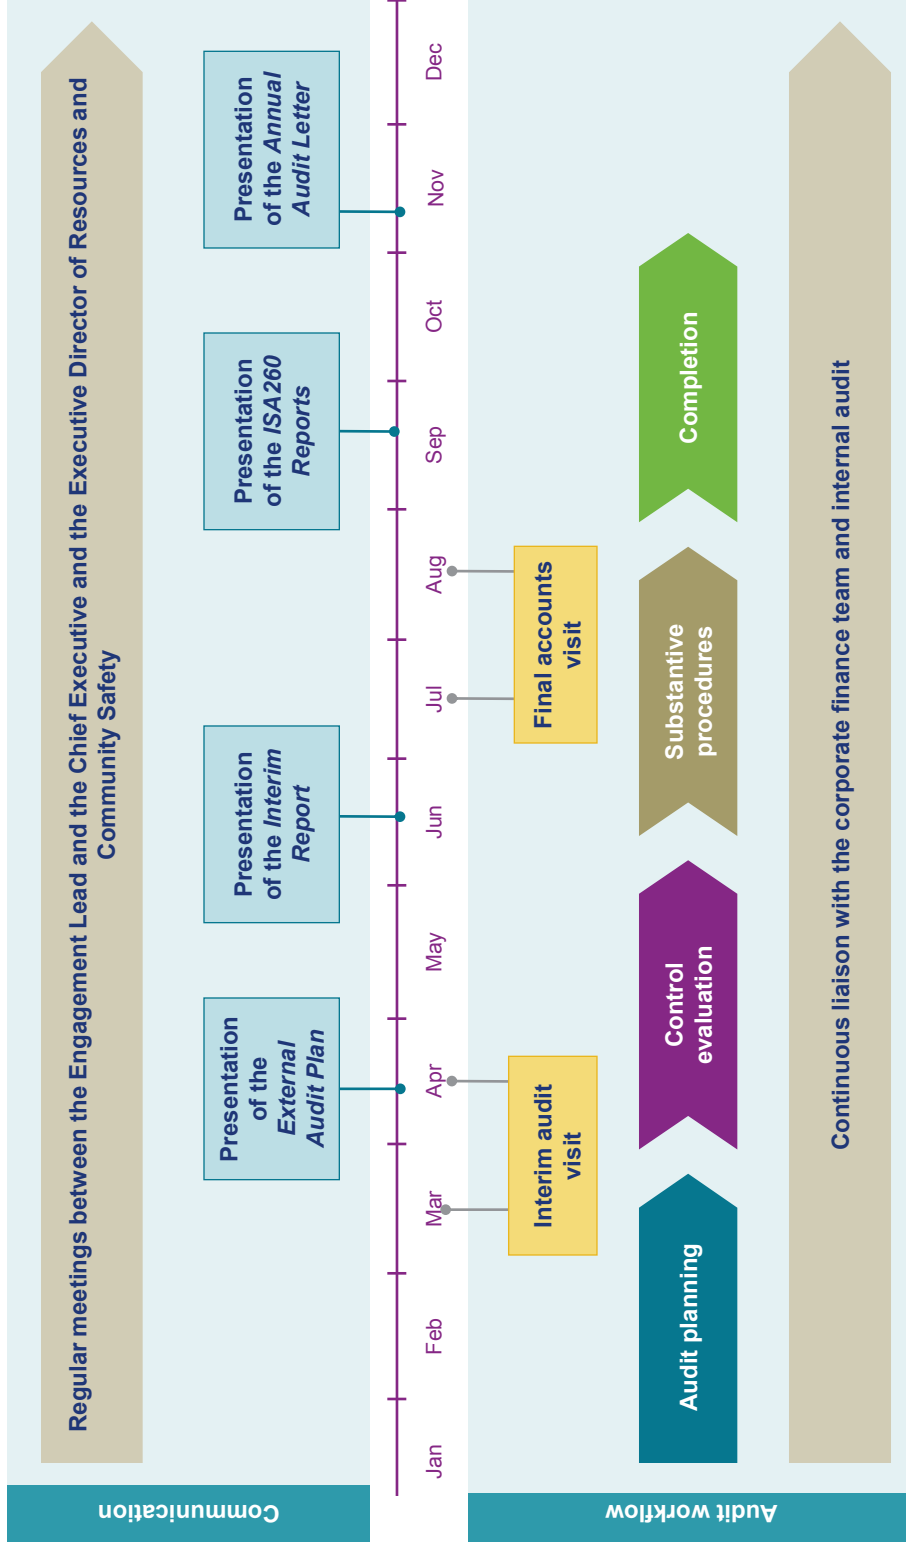 Communication
Regular meetings between the Engagement Lead and the Chief Executive and the Executive Director of Resources and
Community Safety
Presentation
of the
External
Audit Plan
Presentation
of the Interim
Report
Presentation
of the ISA260
Reports
Presentation
of the Annual
Audit Letter
Jan
Feb
Mar
Apr
May
Jun
Jul
Aug
Sep
Oct
Nov
Dec
Audit workflow
Interim audit
visit
Final accounts
visit
Audit planning
Control
evaluation
Substantive
procedures
Completion
Continuous liaison with the corporate finance team and internal audit